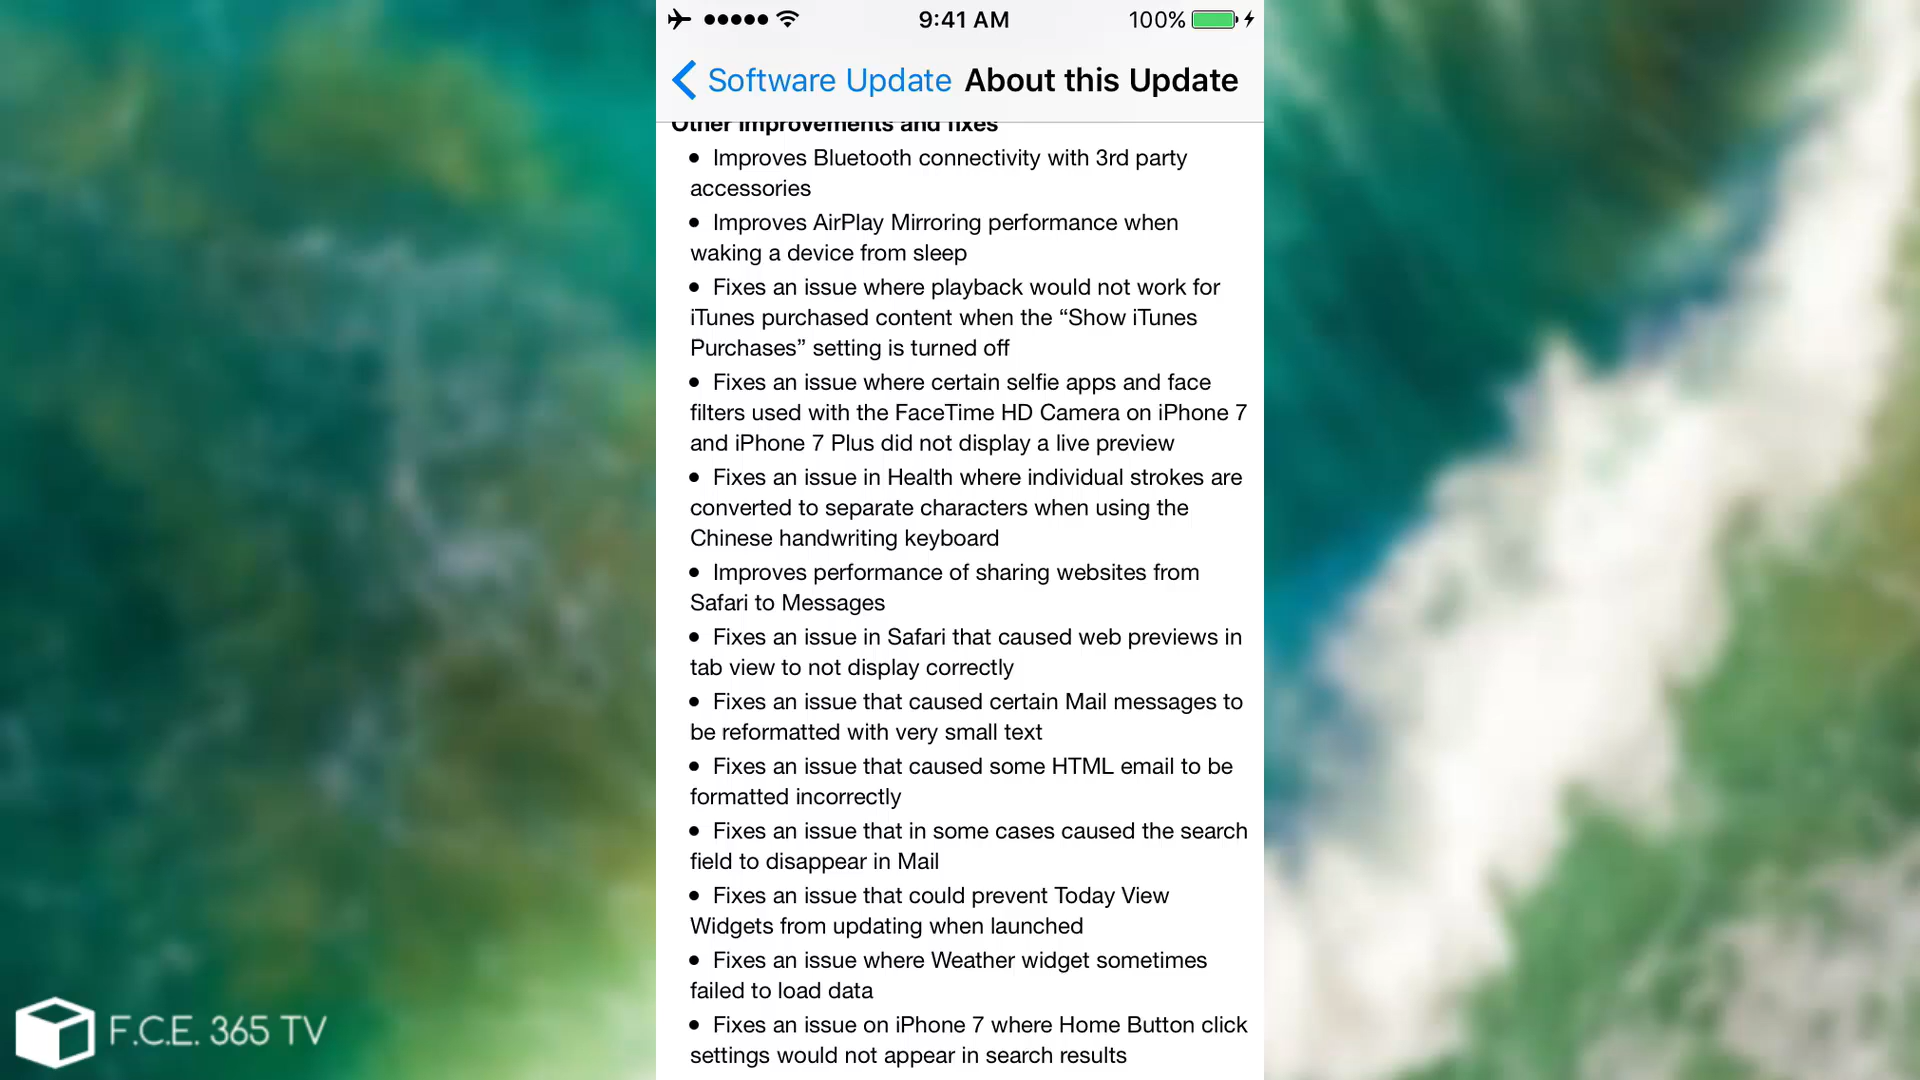 9:41 AM
100%
Software Update
About this Update
Other improvements and fixes
• Improves Bluetooth connectivity with 3rd party
accessories
• Improves AirPlay Mirroring performance when
waking a device from sleep
• Fixes an issue where playback would not work for
iTunes purchased content when the “Show iTunes
Purchases” setting is turned off
• Fixes an issue where certain selfie apps and face
filters used with the FaceTime HD Camera on iPhone 7
and iPhone 7 Plus did not display a live preview
• Fixes an issue in Health where individual strokes are
converted to separate characters when using the
Chinese handwriting keyboard
• Improves performance of sharing websites from
Safari to Messages
• Fixes an issue in Safari that caused web previews in
tab view to not display correctly
• Fixes an issue that caused certain Mail messages to
be reformatted with very small text
• Fixes an issue that caused some HTML email to be
formatted incorrectly
• Fixes an issue that in some cases caused the search
field to disappear in Mail
• Fixes an issue that could prevent Today View
Widgets from updating when launched
• Fixes an issue where Weather widget sometimes
failed to load data
• Fixes an issue on iPhone 7 where Home Button click
settings would not appear in search results
F.C.E. 365 TV